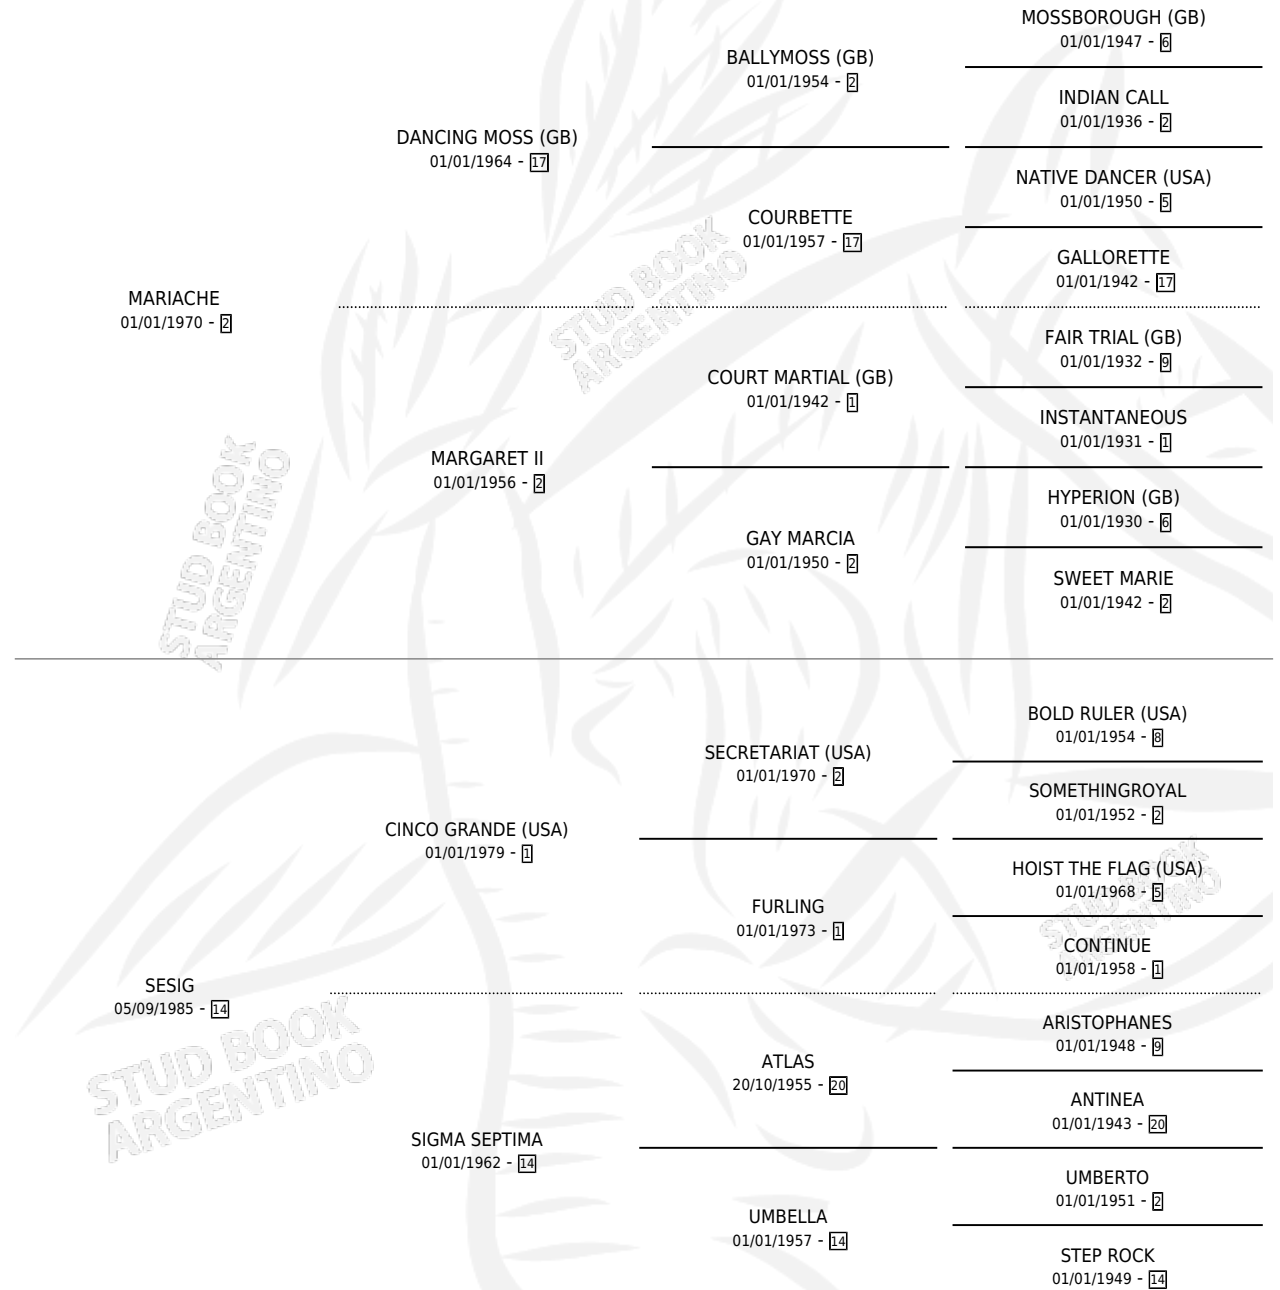 MARIACHE
01/01/1970 - 2
DANCING MOSS (GB)
01/01/1964 - 17
BALLYMOSS (GB)
01/01/1954 - 2
MOSSBOROUGH (GB)
01/01/1947 - 6
INDIAN CALL
01/01/1936 - 2
COURBETTE
01/01/1957 - 17
NATIVE DANCER (USA)
01/01/1950 - 5
GALLORETTE
01/01/1942 - 17
MARGARET II
01/01/1956 - 2
COURT MARTIAL (GB)
01/01/1942 - 1
FAIR TRIAL (GB)
01/01/1932 - 9
INSTANTANEOUS
01/01/1931 - 1
GAY MARCIA
01/01/1950 - 2
HYPERION (GB)
01/01/1930 - 6
SWEET MARIE
01/01/1942 - 2
SESIG
05/09/1985 - 14
CINCO GRANDE (USA)
01/01/1979 - 1
SECRETARIAT (USA)
01/01/1970 - 2
BOLD RULER (USA)
01/01/1954 - 8
SOMETHINGROYAL
01/01/1952 - 2
FURLING
01/01/1973 - 1
HOIST THE FLAG (USA)
01/01/1968 - 5
CONTINUE
01/01/1958 - 1
SIGMA SEPTIMA
01/01/1962 - 14
ATLAS
20/10/1955 - 20
ARISTOPHANES
01/01/1948 - 9
ANTINEA
01/01/1943 - 20
UMBELLA
01/01/1957 - 14
UMBERTO
01/01/1951 - 2
STEP ROCK
01/01/1949 - 14
STUD BOOK
ARGENTINO
STUD BOOK
ARGENTINO
STUD BOOK
ARGENTINO
STUD BOOK
ARGENTINO